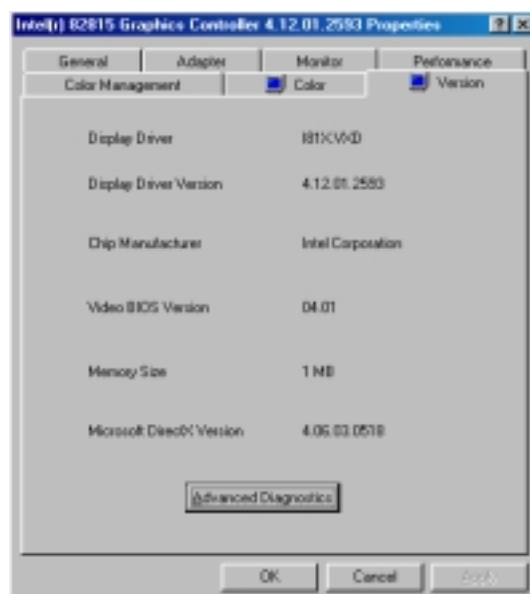 Intel(r) 82815 Graphics Controller 4.12.01.2593 Properties
General Adapter Monitor Performance
Color Management Color Version
Display Driver I81X.VXD
Display Driver Version 4.12.01.2593
Chip Manufacturer Intel Corporation
Video BIOS Version 04.01
Memory Size 1 MB
Microsoft DirectX Version 4.06.03.0518
Advanced Diagnostics
OK Cancel Apply